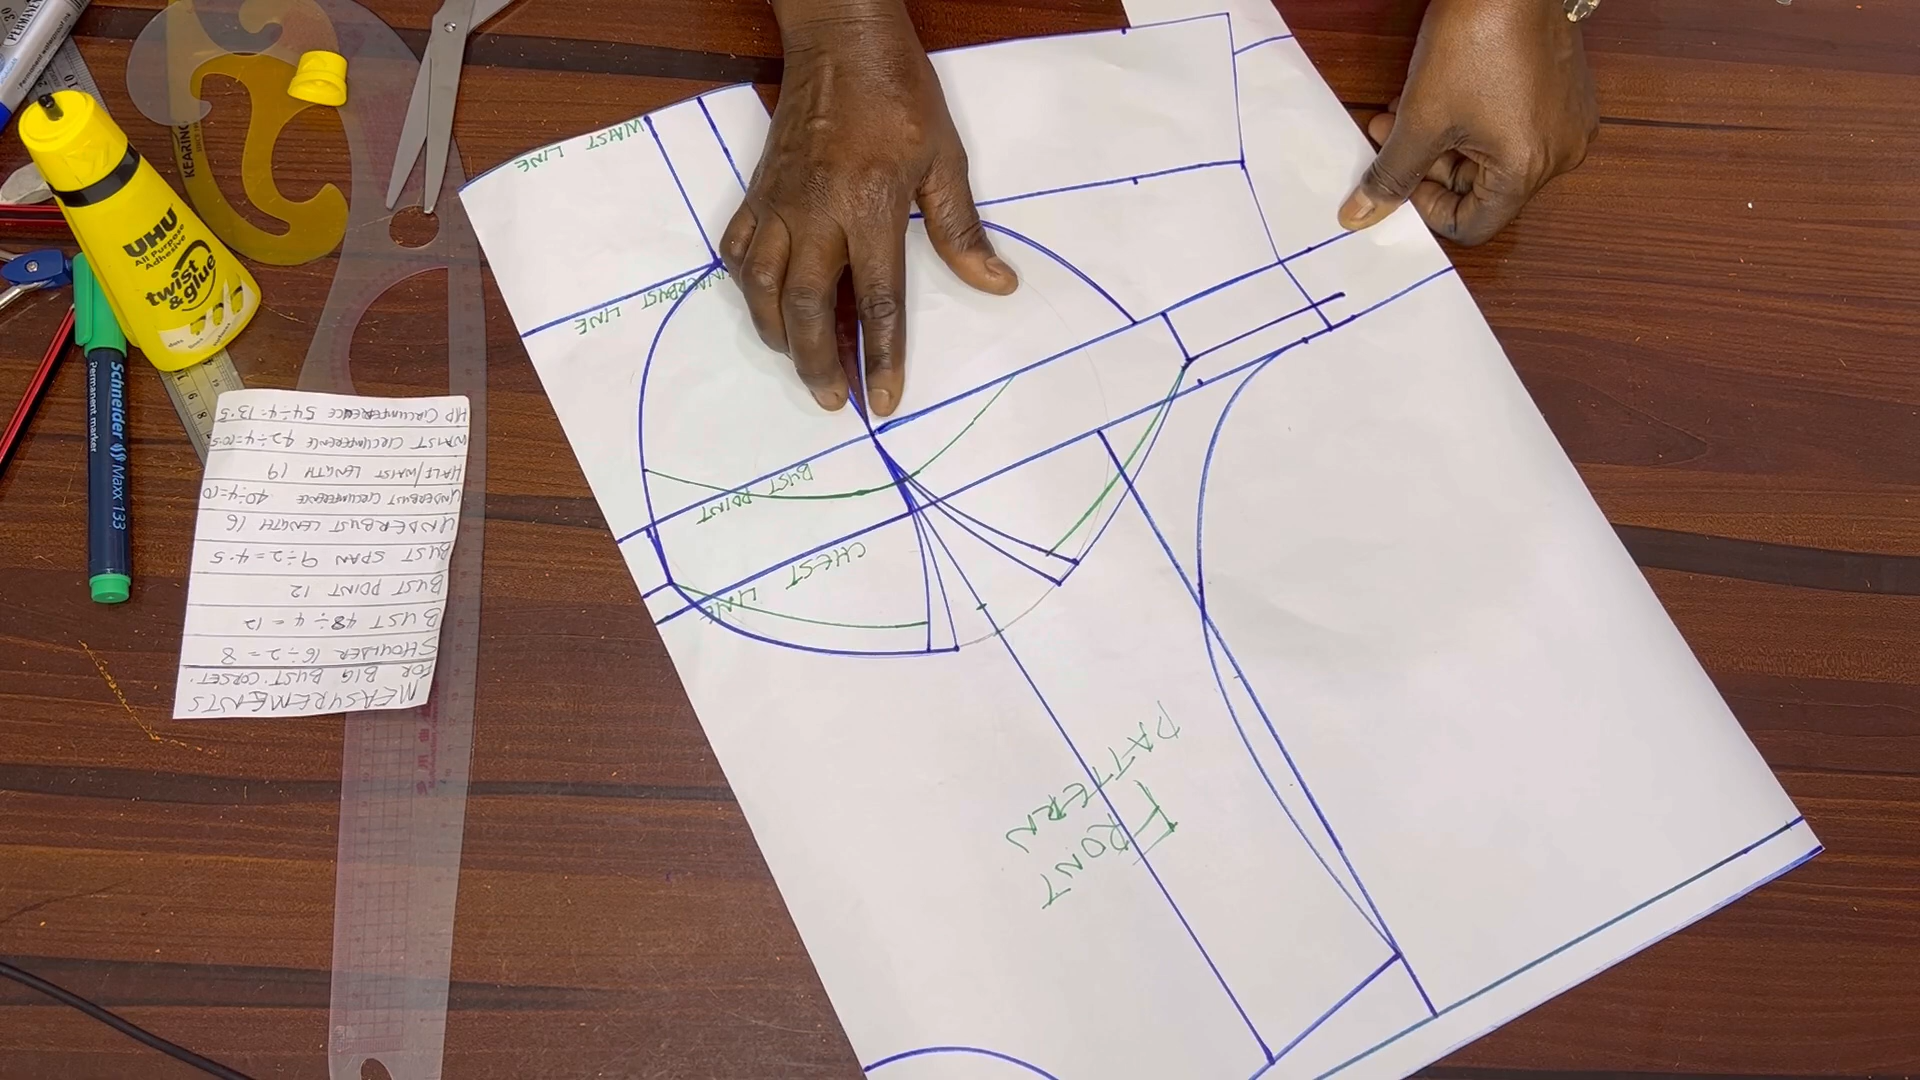 MEASUREMENTS
FOR BIG BUST CORSET.
SHOULDER 16÷2=8
BUST 48÷4=12
BUST POINT 12
BUST SPAN 9÷2=4.5
UNDERBUST LENGTH 16
UNDERBUST CIRCUMFERENCE 40÷4=10
HALF/WAIST LENGTH 19
WAIST CIRCUMFERENCE 42÷4=10.5
HIP CIRCUMFERENCE 54÷4=13.5
FRONT
PATTERN
CHEST LINE
BUST POINT
UNDERBUST LINE
WAIST LINE
UHU
All Purpose
Adhesive
twist
&glue
Schneider Maxx 133
Permanent marker
KEARING
PERMANENT